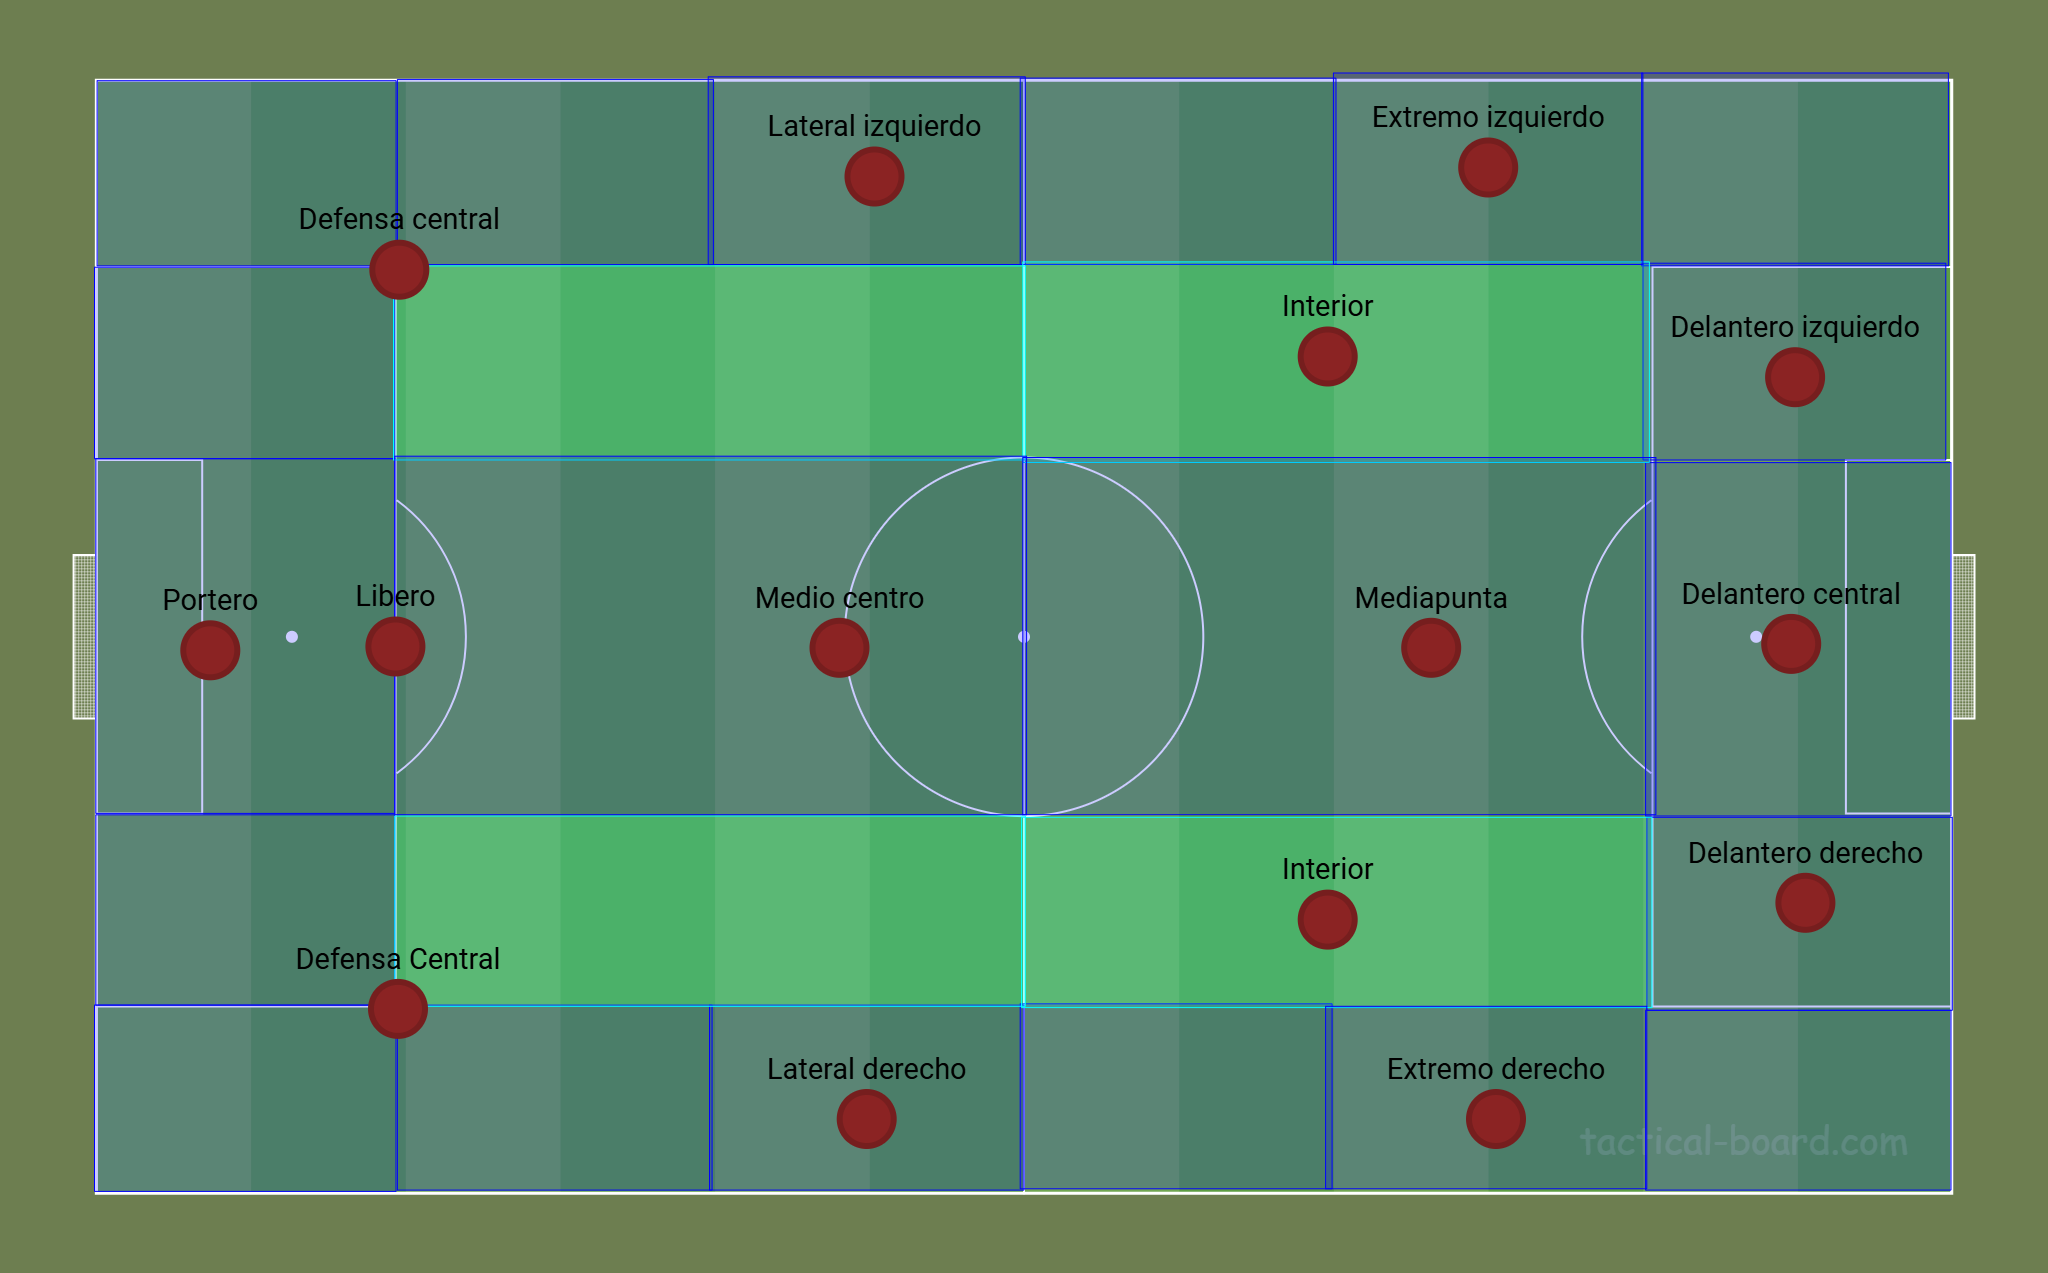 Extremo izquierdo
Lateral izquierdo
Defensa central
Interior
Delantero izquierdo
Portero
Libero
Medio centro
Mediapunta
Delantero central
Delantero derecho
Interior
Defensa Central
Lateral derecho
Extremo derecho
tactical-board.com